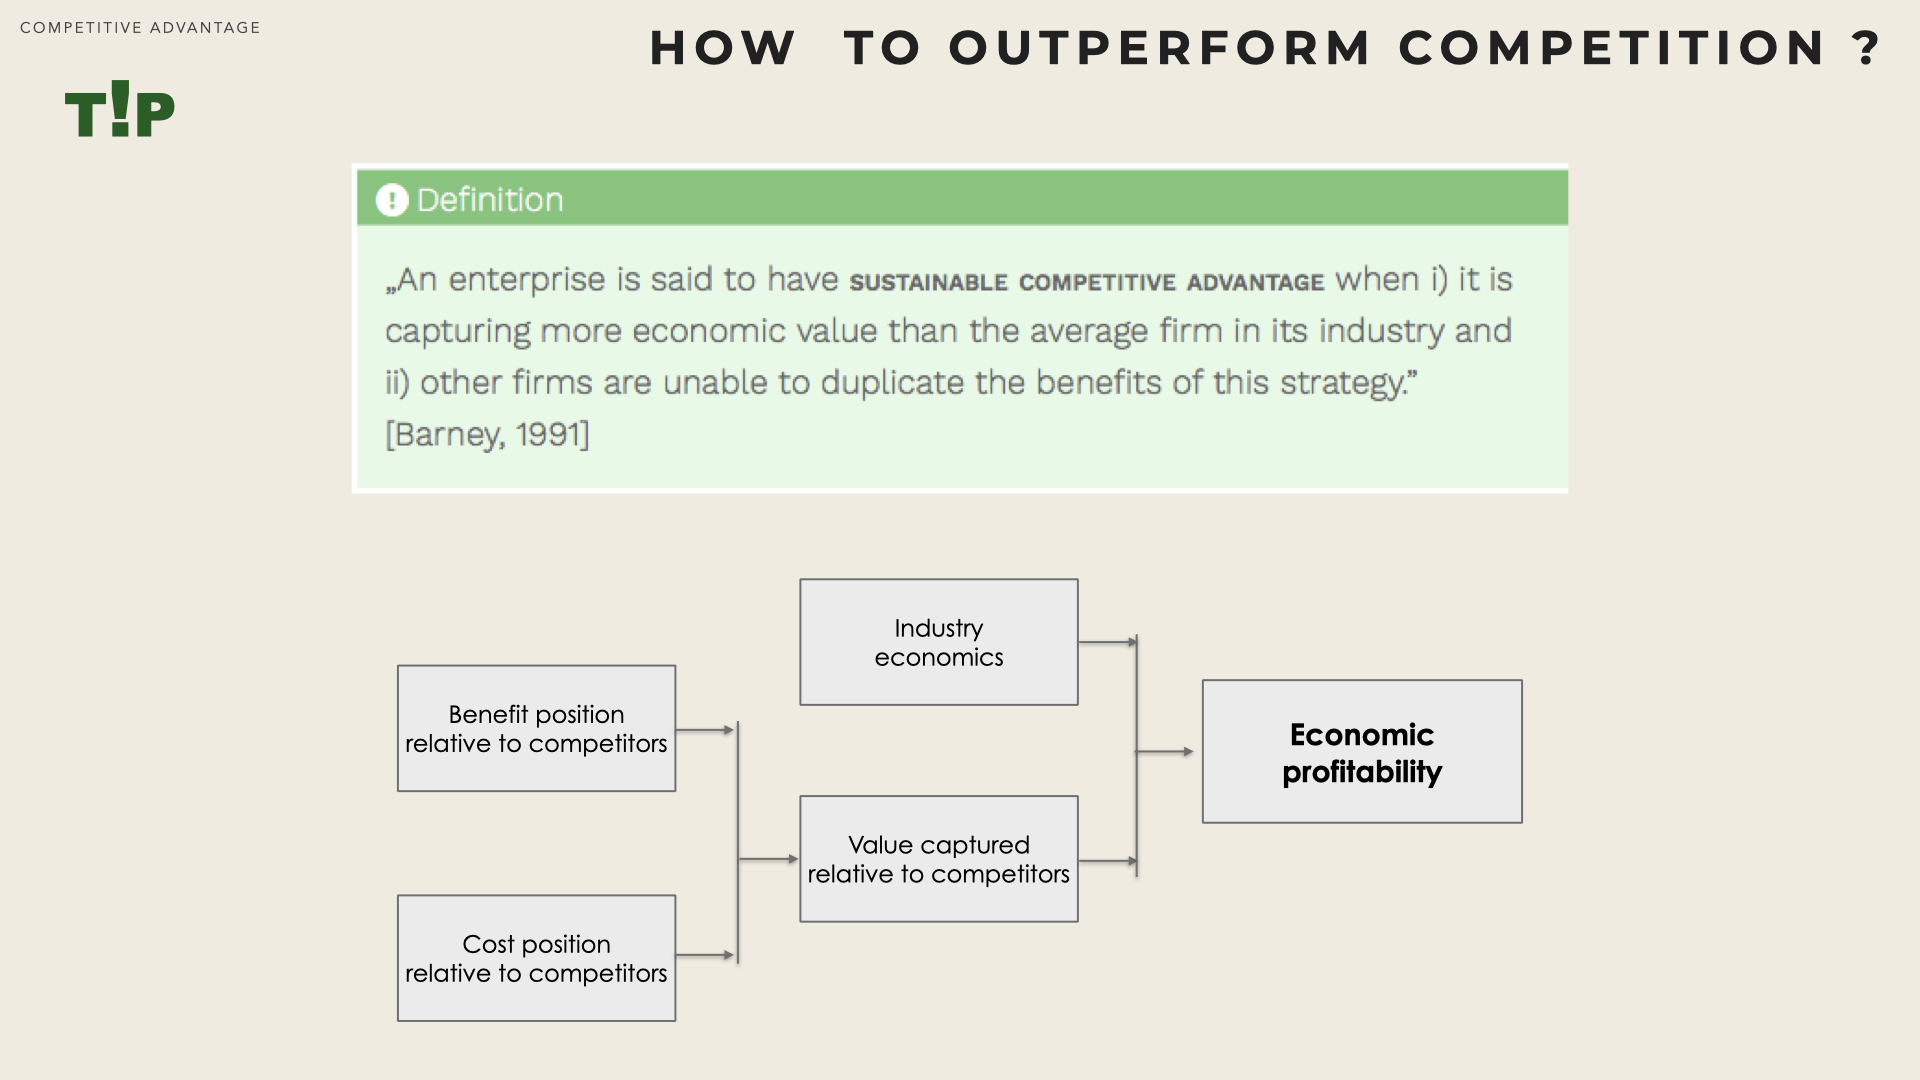 COMPETITIVE ADVANTAGE
HOW TO OUTPERFORM COMPETITION ?
T!P
! Definition
„An enterprise is said to have SUSTAINABLE COMPETITIVE ADVANTAGE when i) it is
capturing more economic value than the average firm in its industry and
ii) other firms are unable to duplicate the benefits of this strategy.”
[Barney, 1991]
Industry
economics
Benefit position
relative to competitors
Economic
profitability
Value captured
relative to competitors
Cost position
relative to competitors